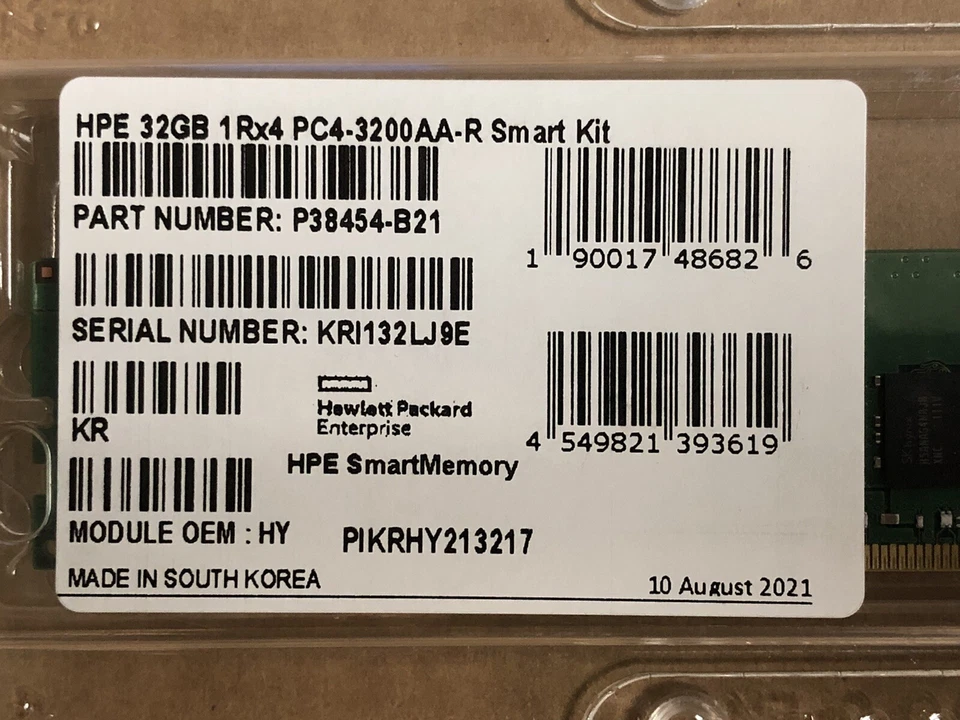 HPE 32GB 1Rx4 PC4-3200AA-R Smart Kit
PART NUMBER: P38454-B21
1 90017 48682 6
SERIAL NUMBER: KRI132LJ9E
KR
Hewlett Packard
Enterprise
4 549821 393619
HPE SmartMemory
MODULE OEM : HY
PIKRHY213217
MADE IN SOUTH KOREA
10 August 2021